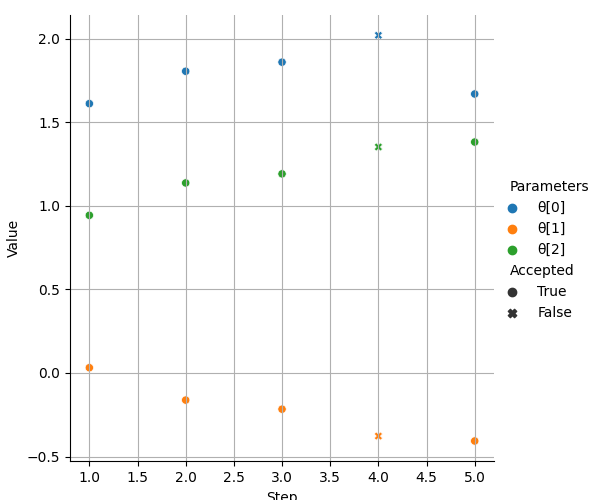 2.0
1.5
1.0
0.5
0.0
−0.5
Value
1.0 1.5 2.0 2.5 3.0 3.5 4.0 4.5 5.0
Step
Parameters
θ[0]
θ[1]
θ[2]
Accepted
True
False